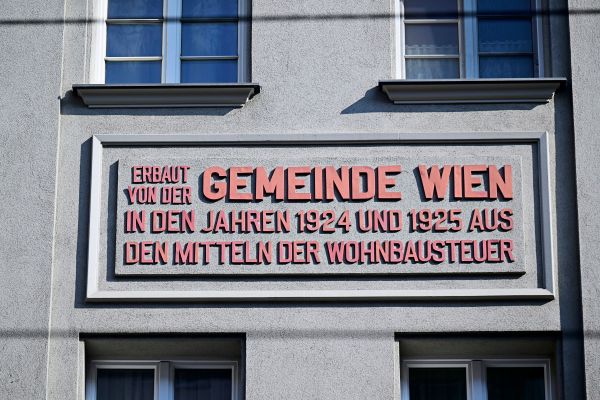 ERBAUT
VON DER GEMEINDE WIEN
IN DEN JAHREN 1924 UND 1925 AUS
DEN MITTELN DER WOHNBAUSTEUER